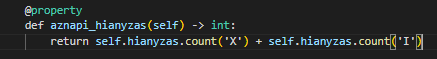 @property
def aznapi_hianyzas(self) -> int:
return self.hianyzas.count('X') + self.hianyzas.count('I')